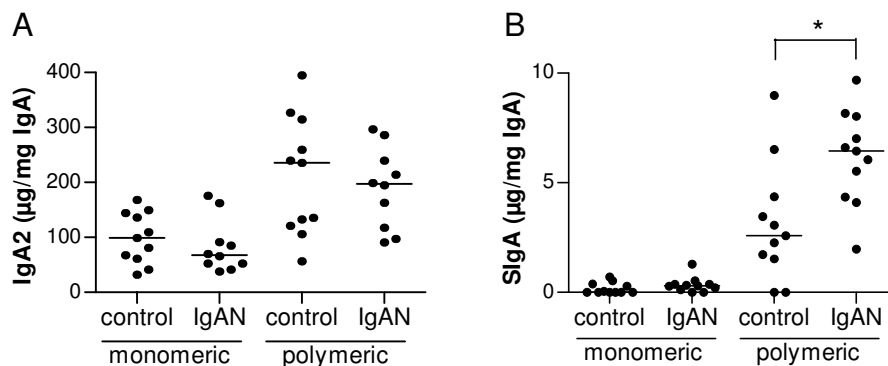 A
IgA2 (µg/mg IgA)
400
300
200
100
0
control IgAN control IgAN
monomeric polymeric
B
*
SIgA (µg/mg IgA)
10
5
0
control IgAN control IgAN
monomeric polymeric